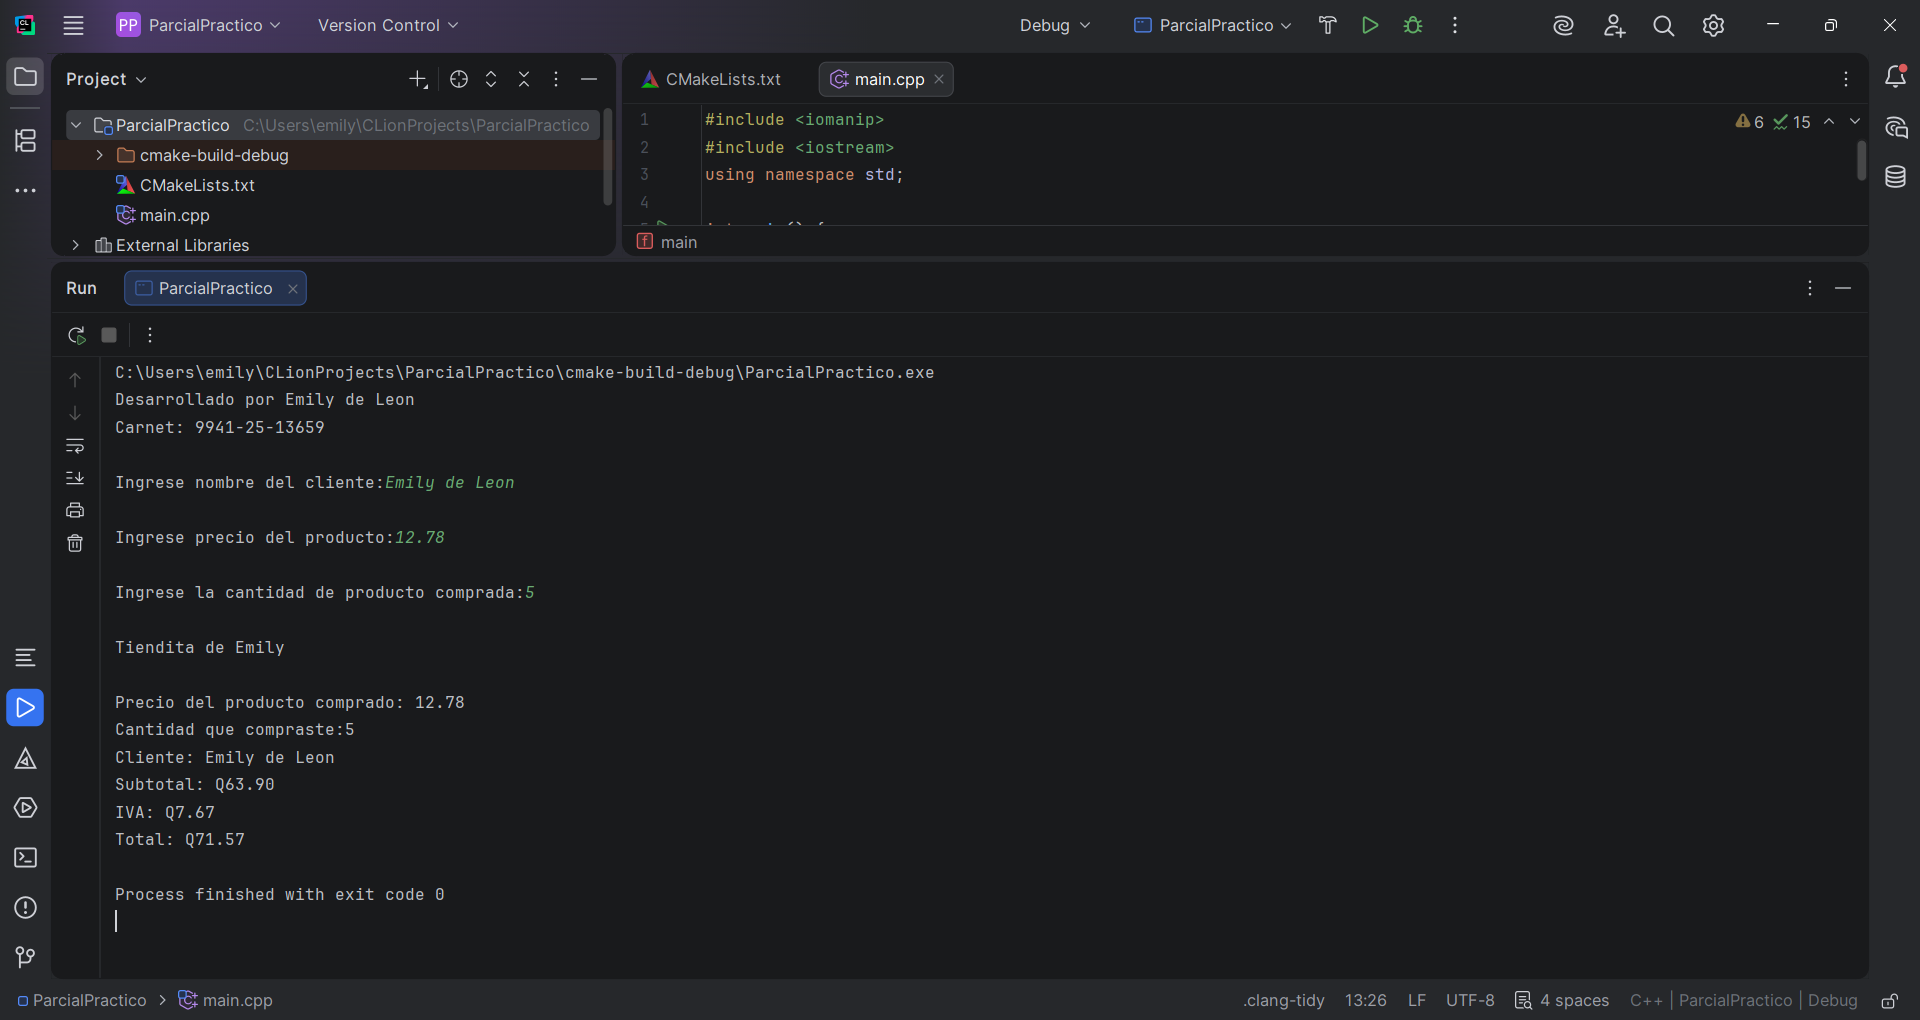 PP ParcialPractico Version Control Debug ParcialPractico
Project
CMakeLists.txt main.cpp
ParcialPractico C:\Users\emily\CLionProjects\ParcialPractico
cmake-build-debug
CMakeLists.txt
main.cpp
External Libraries
1 #include <iomanip>
2 #include <iostream>
3 using namespace std;
4
6 15
main
Run ParcialPractico
C:\Users\emily\CLionProjects\ParcialPractico\cmake-build-debug\ParcialPractico.exe
Desarrollado por Emily de Leon
Carnet: 9941-25-13659
Ingrese nombre del cliente:Emily de Leon
Ingrese precio del producto:12.78
Ingrese la cantidad de producto comprada:5
Tiendita de Emily
Precio del producto comprado: 12.78
Cantidad que compraste:5
Cliente: Emily de Leon
Subtotal: Q63.90
IVA: Q7.67
Total: Q71.57
Process finished with exit code 0
ParcialPractico > main.cpp .clang-tidy 13:26 LF UTF-8 4 spaces C++ | ParcialPractico | Debug